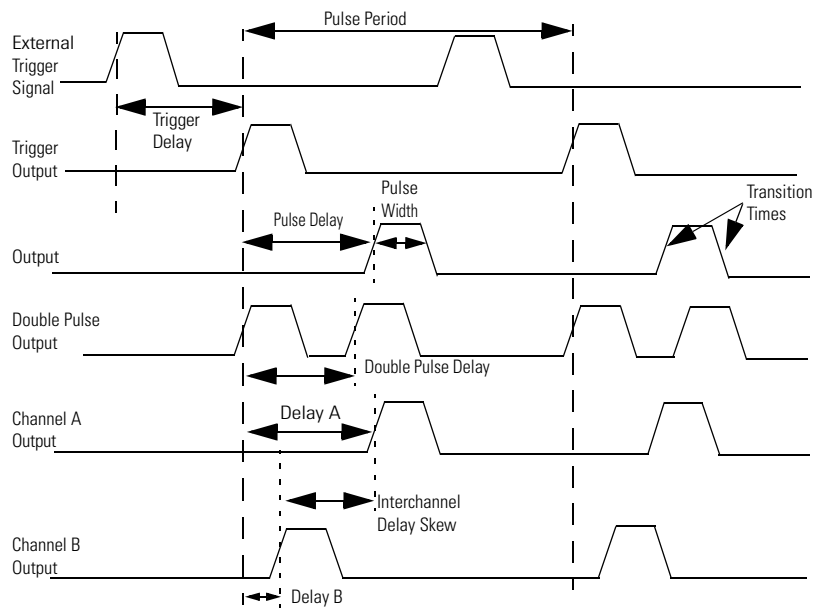 Pulse Period
External
Trigger
Signal
Trigger
Delay
Trigger
Output
Pulse
Width
Transition
Times
Pulse Delay
Output
Double Pulse
Output
Double Pulse Delay
Channel A
Output
Delay A
Interchannel
Delay Skew
Channel B
Output
Delay B